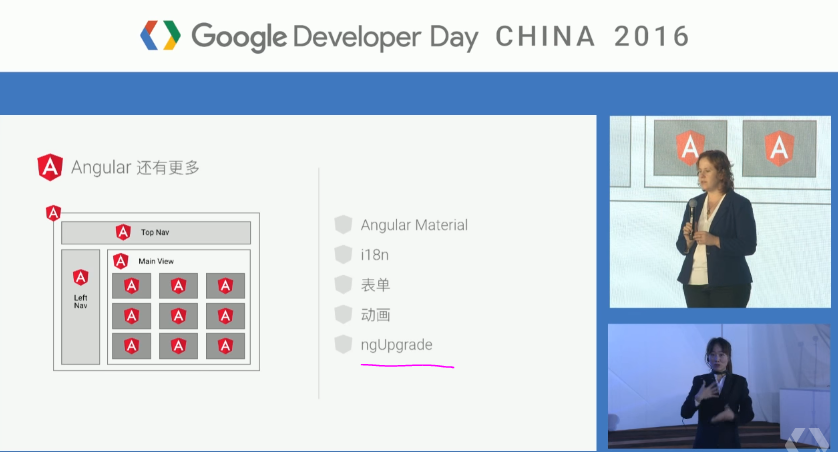 Google Developer Day CHINA 2016
Angular 还有更多
Top Nav
Left
Nav
Main View
Angular Material
i18n
表单
动画
ngUpgrade